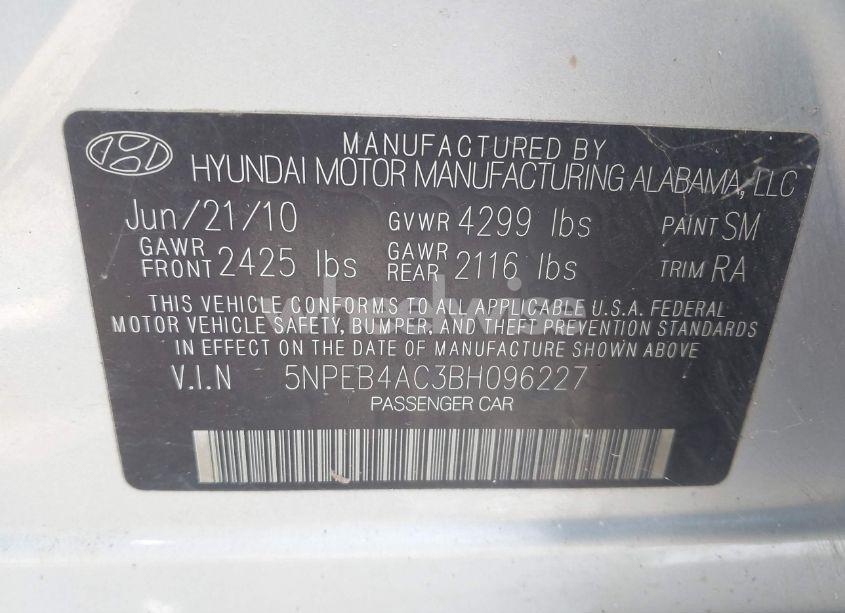 MANUFACTURED BY
HYUNDAI MOTOR MANUFACTURING ALABAMA, LLC
Jun/21/10 GVWR 4299 lbs PAINT SM
GAWR FRONT 2425 lbs GAWR REAR 2116 lbs TRIM RA
THIS VEHICLE CONFORMS TO ALL APPLICABLE U.S.A. FEDERAL
MOTOR VEHICLE SAFETY, BUMPER, AND THEFT PREVENTION STANDARDS
IN EFFECT ON THE DATE OF MANUFACTURE SHOWN ABOVE
V.I.N 5NPEB4AC3BH096227
PASSENGER CAR